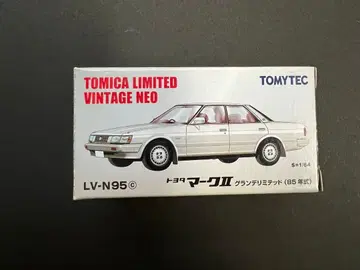 TOMICA LIMITED
VINTAGE NEO
TOMYTEC
S=1/64
LV-N95 ⓒ
トヨタ マークⅡ グランデリミテッド (85年式)